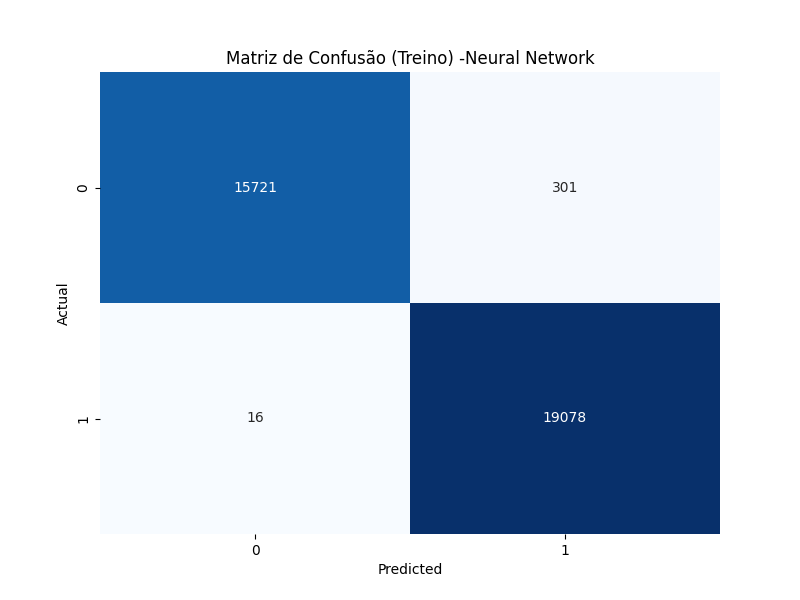 Matriz de Confusão (Treino) -Neural Network
0
15721
301
Actual
1
16
19078
0
1
Predicted